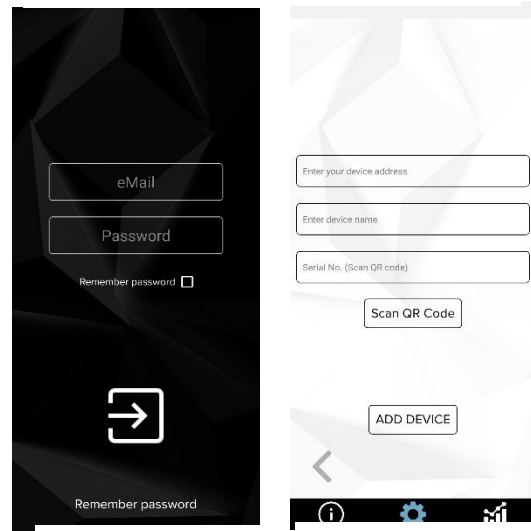 eMail
Password
Remember password
Remember password
Enter your device address
Enter device name
Serial No. (Scan QR code)
Scan QR Code
ADD DEVICE